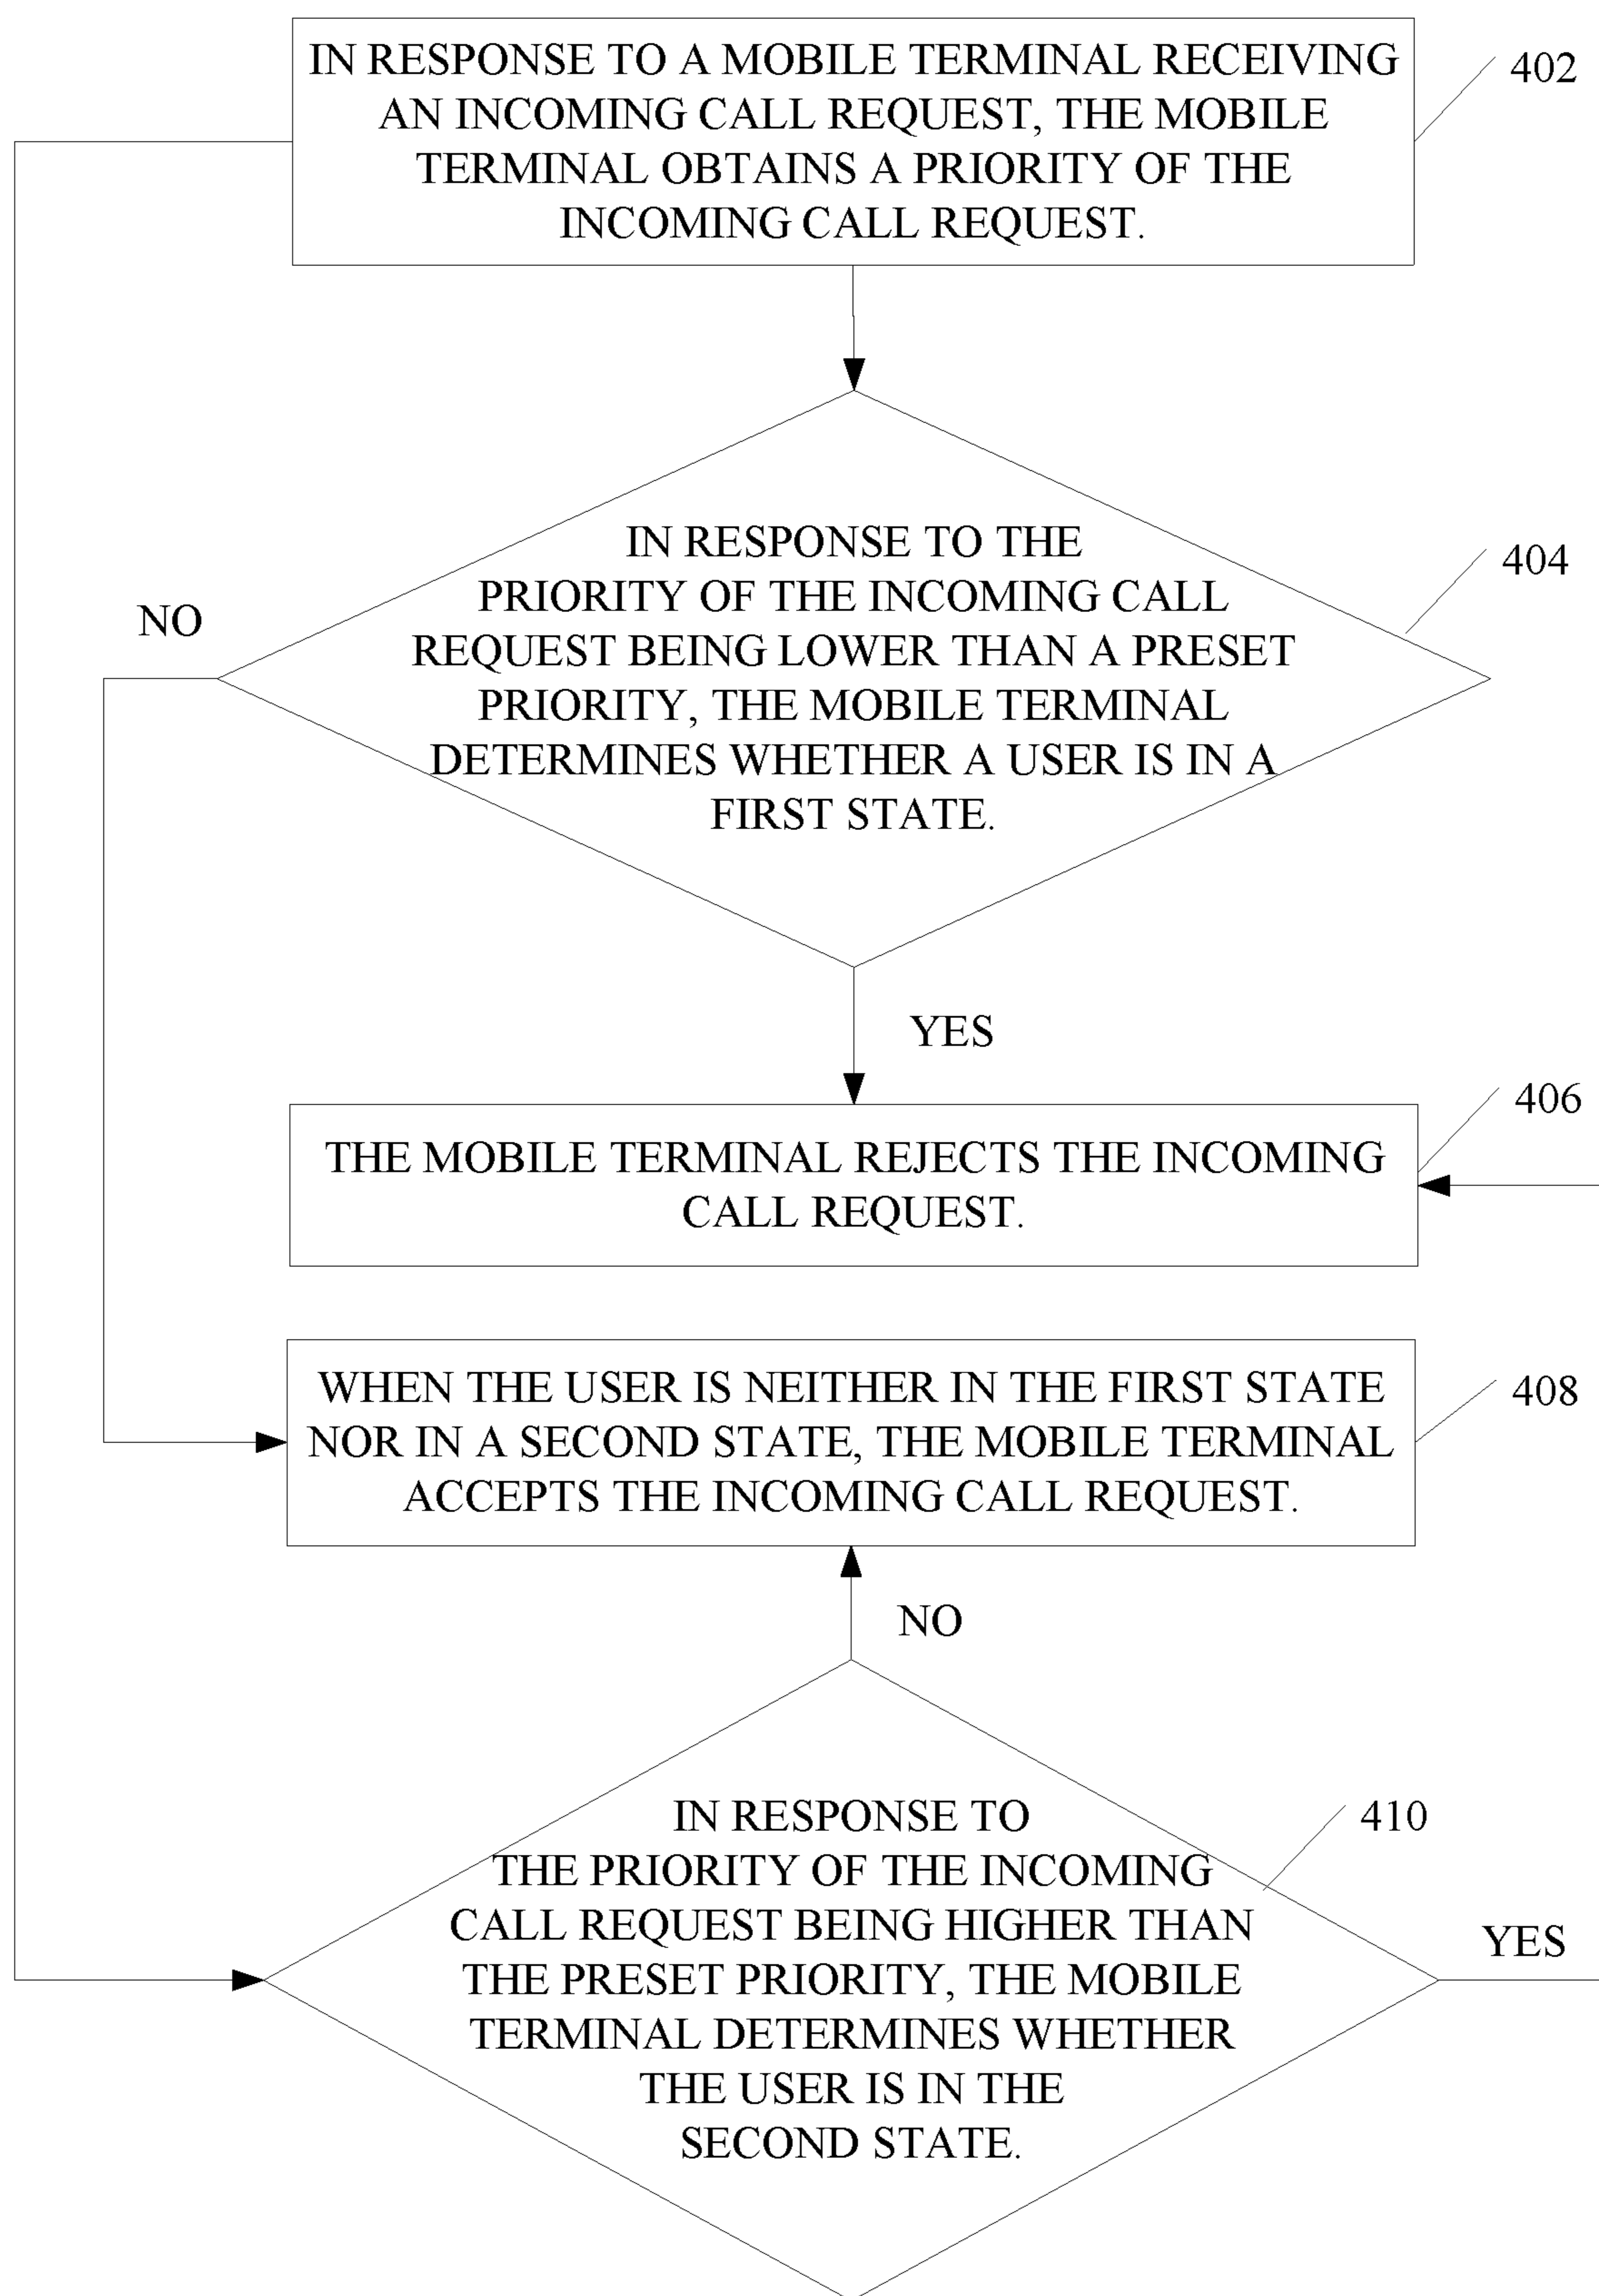 IN RESPONSE TO A MOBILE TERMINAL RECEIVING
AN INCOMING CALL REQUEST, THE MOBILE
TERMINAL OBTAINS A PRIORITY OF THE
INCOMING CALL REQUEST.
402
IN RESPONSE TO THE
PRIORITY OF THE INCOMING CALL
REQUEST BEING LOWER THAN A PRESET
PRIORITY, THE MOBILE TERMINAL
DETERMINES WHETHER A USER IS IN A
FIRST STATE.
404
NO
YES
THE MOBILE TERMINAL REJECTS THE INCOMING
CALL REQUEST.
406
WHEN THE USER IS NEITHER IN THE FIRST STATE
NOR IN A SECOND STATE, THE MOBILE TERMINAL
ACCEPTS THE INCOMING CALL REQUEST.
408
NO
IN RESPONSE TO
THE PRIORITY OF THE INCOMING
CALL REQUEST BEING HIGHER THAN
THE PRESET PRIORITY, THE MOBILE
TERMINAL DETERMINES WHETHER
THE USER IS IN THE
SECOND STATE.
410
YES